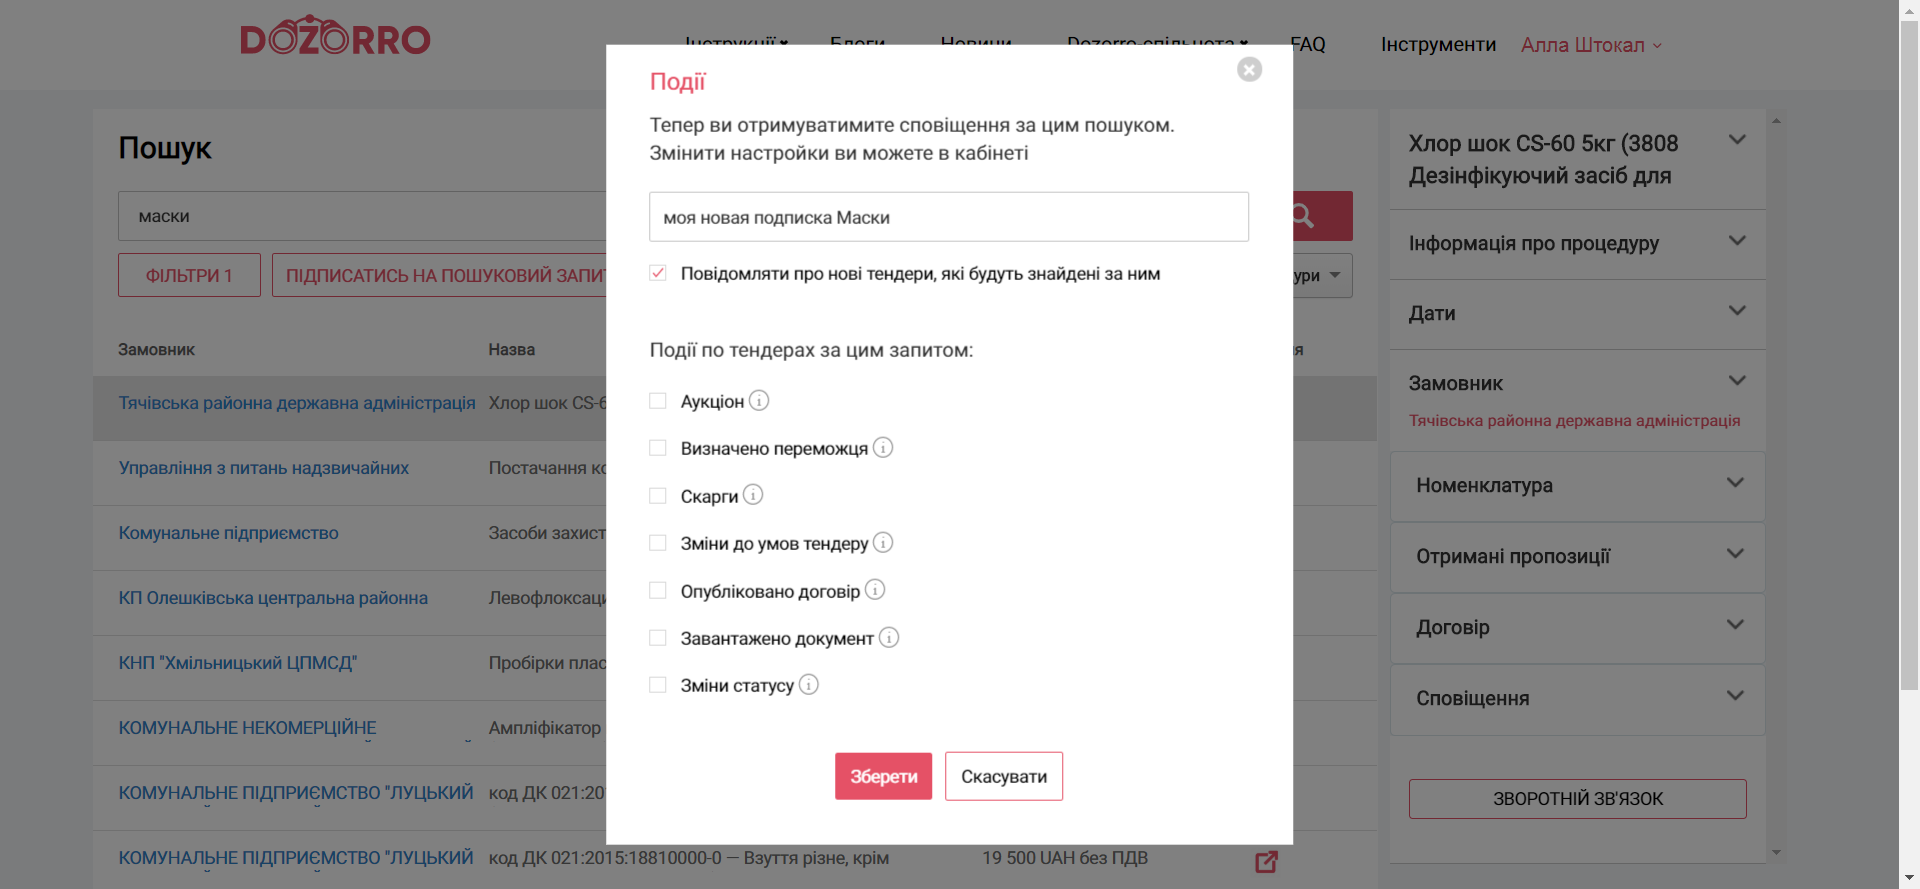 DOZORRO
Інструкції
Блоги
Новини
Dozorro-спільнота
FAQ
Інструменти
Алла Штокал
Пошук
маски
ФІЛЬТРИ 1
ПІДПИСАТИСЬ НА ПОШУКОВИЙ ЗАПИТ
Замовник
Назва
Тячівська районна державна адміністрація
Хлор шок CS-6
Управління з питань надзвичайних
Постачання
Комунальне підприємство
Засоби захист
КП Олешківська центральна районна
Левофлоксаци
КНП "Хмільницький ЦПМСД"
Пробірки плас
КОМУНАЛЬНЕ НЕКОМЕРЦІЙНЕ
Ампліфікатор
КОМУНАЛЬНЕ ПІДПРИЄМСТВО "ЛУЦЬКИЙ
код ДК 021:20
КОМУНАЛЬНЕ ПІДПРИЄМСТВО "ЛУЦЬКИЙ
код ДК 021:2015:18810000-0 — Взуття різне, крім
19 500 UAH без ПДВ
Події
Тепер ви отримуватимите сповіщення за цим пошуком.
Змінити настройки ви можете в кабінеті
моя новая подписка Маски
Повідомляти про нові тендери, які будуть знайдені за ним
Події по тендерах за цим запитом:
Аукціон
Визначено переможця
Скарги
Зміни до умов тендеру
Опубліковано договір
Завантажено документ
Зміни статусу
Зберети
Скасувати
ури
я
Хлор шок CS-60 5кг (3808
Дезінфікуючий засіб для
Інформація про процедуру
Дати
Замовник
Тячівська районна державна адміністрація
Номенклатура
Отримані пропозиції
Договір
Сповіщення
ЗВОРОТНІЙ ЗВ'ЯЗОК